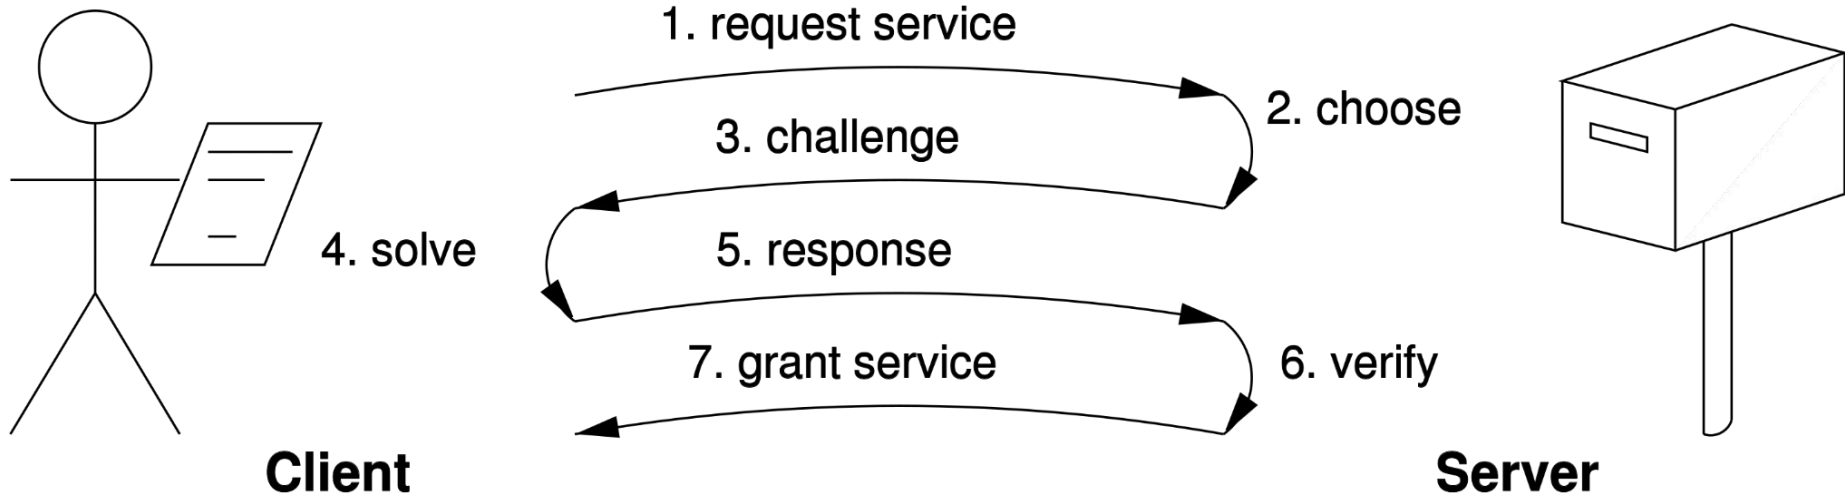 1. request service
2. choose
3. challenge
4. solve
5. response
6. verify
7. grant service
Client
Server